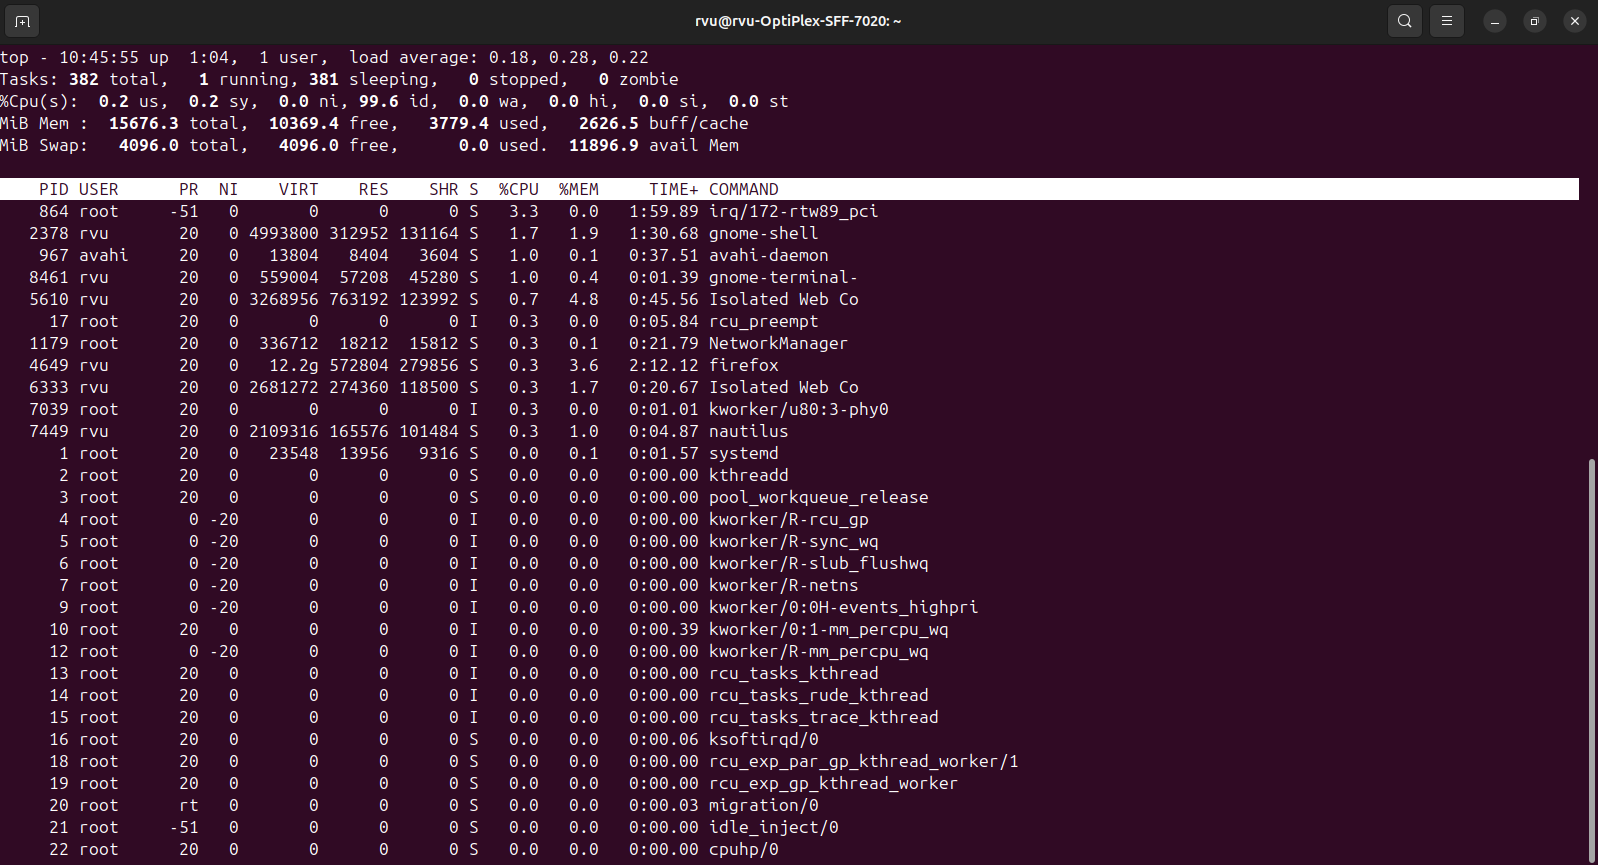 rvu@rvu-OptiPlex-SFF-7020: ~
top - 10:45:55 up  1:04,  1 user,  load average: 0.18, 0.28, 0.22
Tasks: 382 total,   1 running, 381 sleeping,   0 stopped,   0 zombie
%Cpu(s):  0.2 us,  0.2 sy,  0.0 ni, 99.6 id,  0.0 wa,  0.0 hi,  0.0 si,  0.0 st
MiB Mem :  15676.3 total,  10369.4 free,   3779.4 used,   2626.5 buff/cache
MiB Swap:   4096.0 total,   4096.0 free,      0.0 used.  11896.9 avail Mem
PID USER      PR  NI    VIRT    RES    SHR S  %CPU  %MEM     TIME+ COMMAND
864 root     -51   0       0      0      0 S   3.3   0.0   1:59.89 irq/172-rtw89_pci
2378 rvu       20   0 4993800 312952 131164 S   1.7   1.9   1:30.68 gnome-shell
967 avahi     20   0   13804   8404   3604 S   1.0   0.1   0:37.51 avahi-daemon
8461 rvu       20   0  559004  57208  45280 S   1.0   0.4   0:01.39 gnome-terminal-
5610 rvu       20   0 3268956 763192 123992 S   0.7   4.8   0:45.56 Isolated Web Co
17 root      20   0       0      0      0 I   0.3   0.0   0:05.84 rcu_preempt
1179 root      20   0  336712  18212  15812 S   0.3   0.1   0:21.79 NetworkManager
4649 rvu       20   0   12.2g 572804 279856 S   0.3   3.6   2:12.12 firefox
6333 rvu       20   0 2681272 274360 118500 S   0.3   1.7   0:20.67 Isolated Web Co
7039 root      20   0       0      0      0 I   0.3   0.0   0:01.01 kworker/u80:3-phy0
7449 rvu       20   0 2109316 165576 101484 S   0.3   1.0   0:04.87 nautilus
1 root      20   0   23548  13956   9316 S   0.0   0.1   0:01.57 systemd
2 root      20   0       0      0      0 S   0.0   0.0   0:00.00 kthreadd
3 root      20   0       0      0      0 S   0.0   0.0   0:00.00 pool_workqueue_release
4 root       0 -20       0      0      0 I   0.0   0.0   0:00.00 kworker/R-rcu_gp
5 root       0 -20       0      0      0 I   0.0   0.0   0:00.00 kworker/R-sync_wq
6 root       0 -20       0      0      0 I   0.0   0.0   0:00.00 kworker/R-slub_flushwq
7 root       0 -20       0      0      0 I   0.0   0.0   0:00.00 kworker/R-netns
9 root       0 -20       0      0      0 I   0.0   0.0   0:00.00 kworker/0:0H-events_highpri
10 root      20   0       0      0      0 I   0.0   0.0   0:00.39 kworker/0:1-mm_percpu_wq
12 root       0 -20       0      0      0 I   0.0   0.0   0:00.00 kworker/R-mm_percpu_wq
13 root      20   0       0      0      0 I   0.0   0.0   0:00.00 rcu_tasks_kthread
14 root      20   0       0      0      0 I   0.0   0.0   0:00.00 rcu_tasks_rude_kthread
15 root      20   0       0      0      0 I   0.0   0.0   0:00.00 rcu_tasks_trace_kthread
16 root      20   0       0      0      0 S   0.0   0.0   0:00.06 ksoftirqd/0
18 root      20   0       0      0      0 S   0.0   0.0   0:00.00 rcu_exp_par_gp_kthread_worker/1
19 root      20   0       0      0      0 S   0.0   0.0   0:00.00 rcu_exp_gp_kthread_worker
20 root      rt   0       0      0      0 S   0.0   0.0   0:00.03 migration/0
21 root     -51   0       0      0      0 S   0.0   0.0   0:00.00 idle_inject/0
22 root      20   0       0      0      0 S   0.0   0.0   0:00.00 cpuhp/0